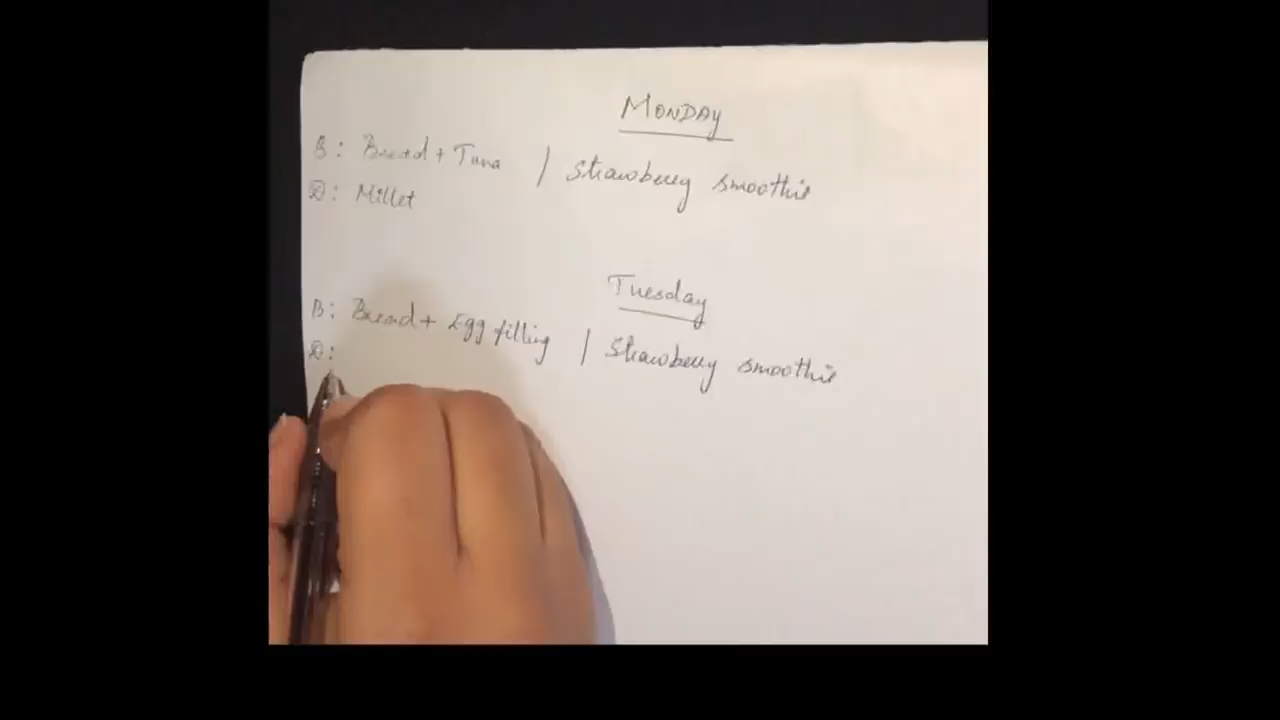 MONDAY
B: Bread + Tuna / Strawberry smoothie
D: Millet
Tuesday
B: Bread + Egg filling / Strawberry smoothie
D: